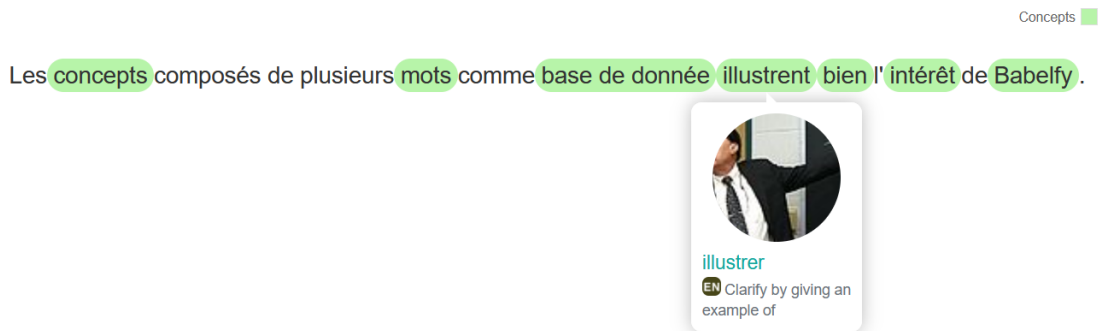 Concepts
Les concepts composés de plusieurs mots comme base de donnée illustrent bien l' intérêt de Babelfy .
illustrer
EN Clarify by giving an
example of